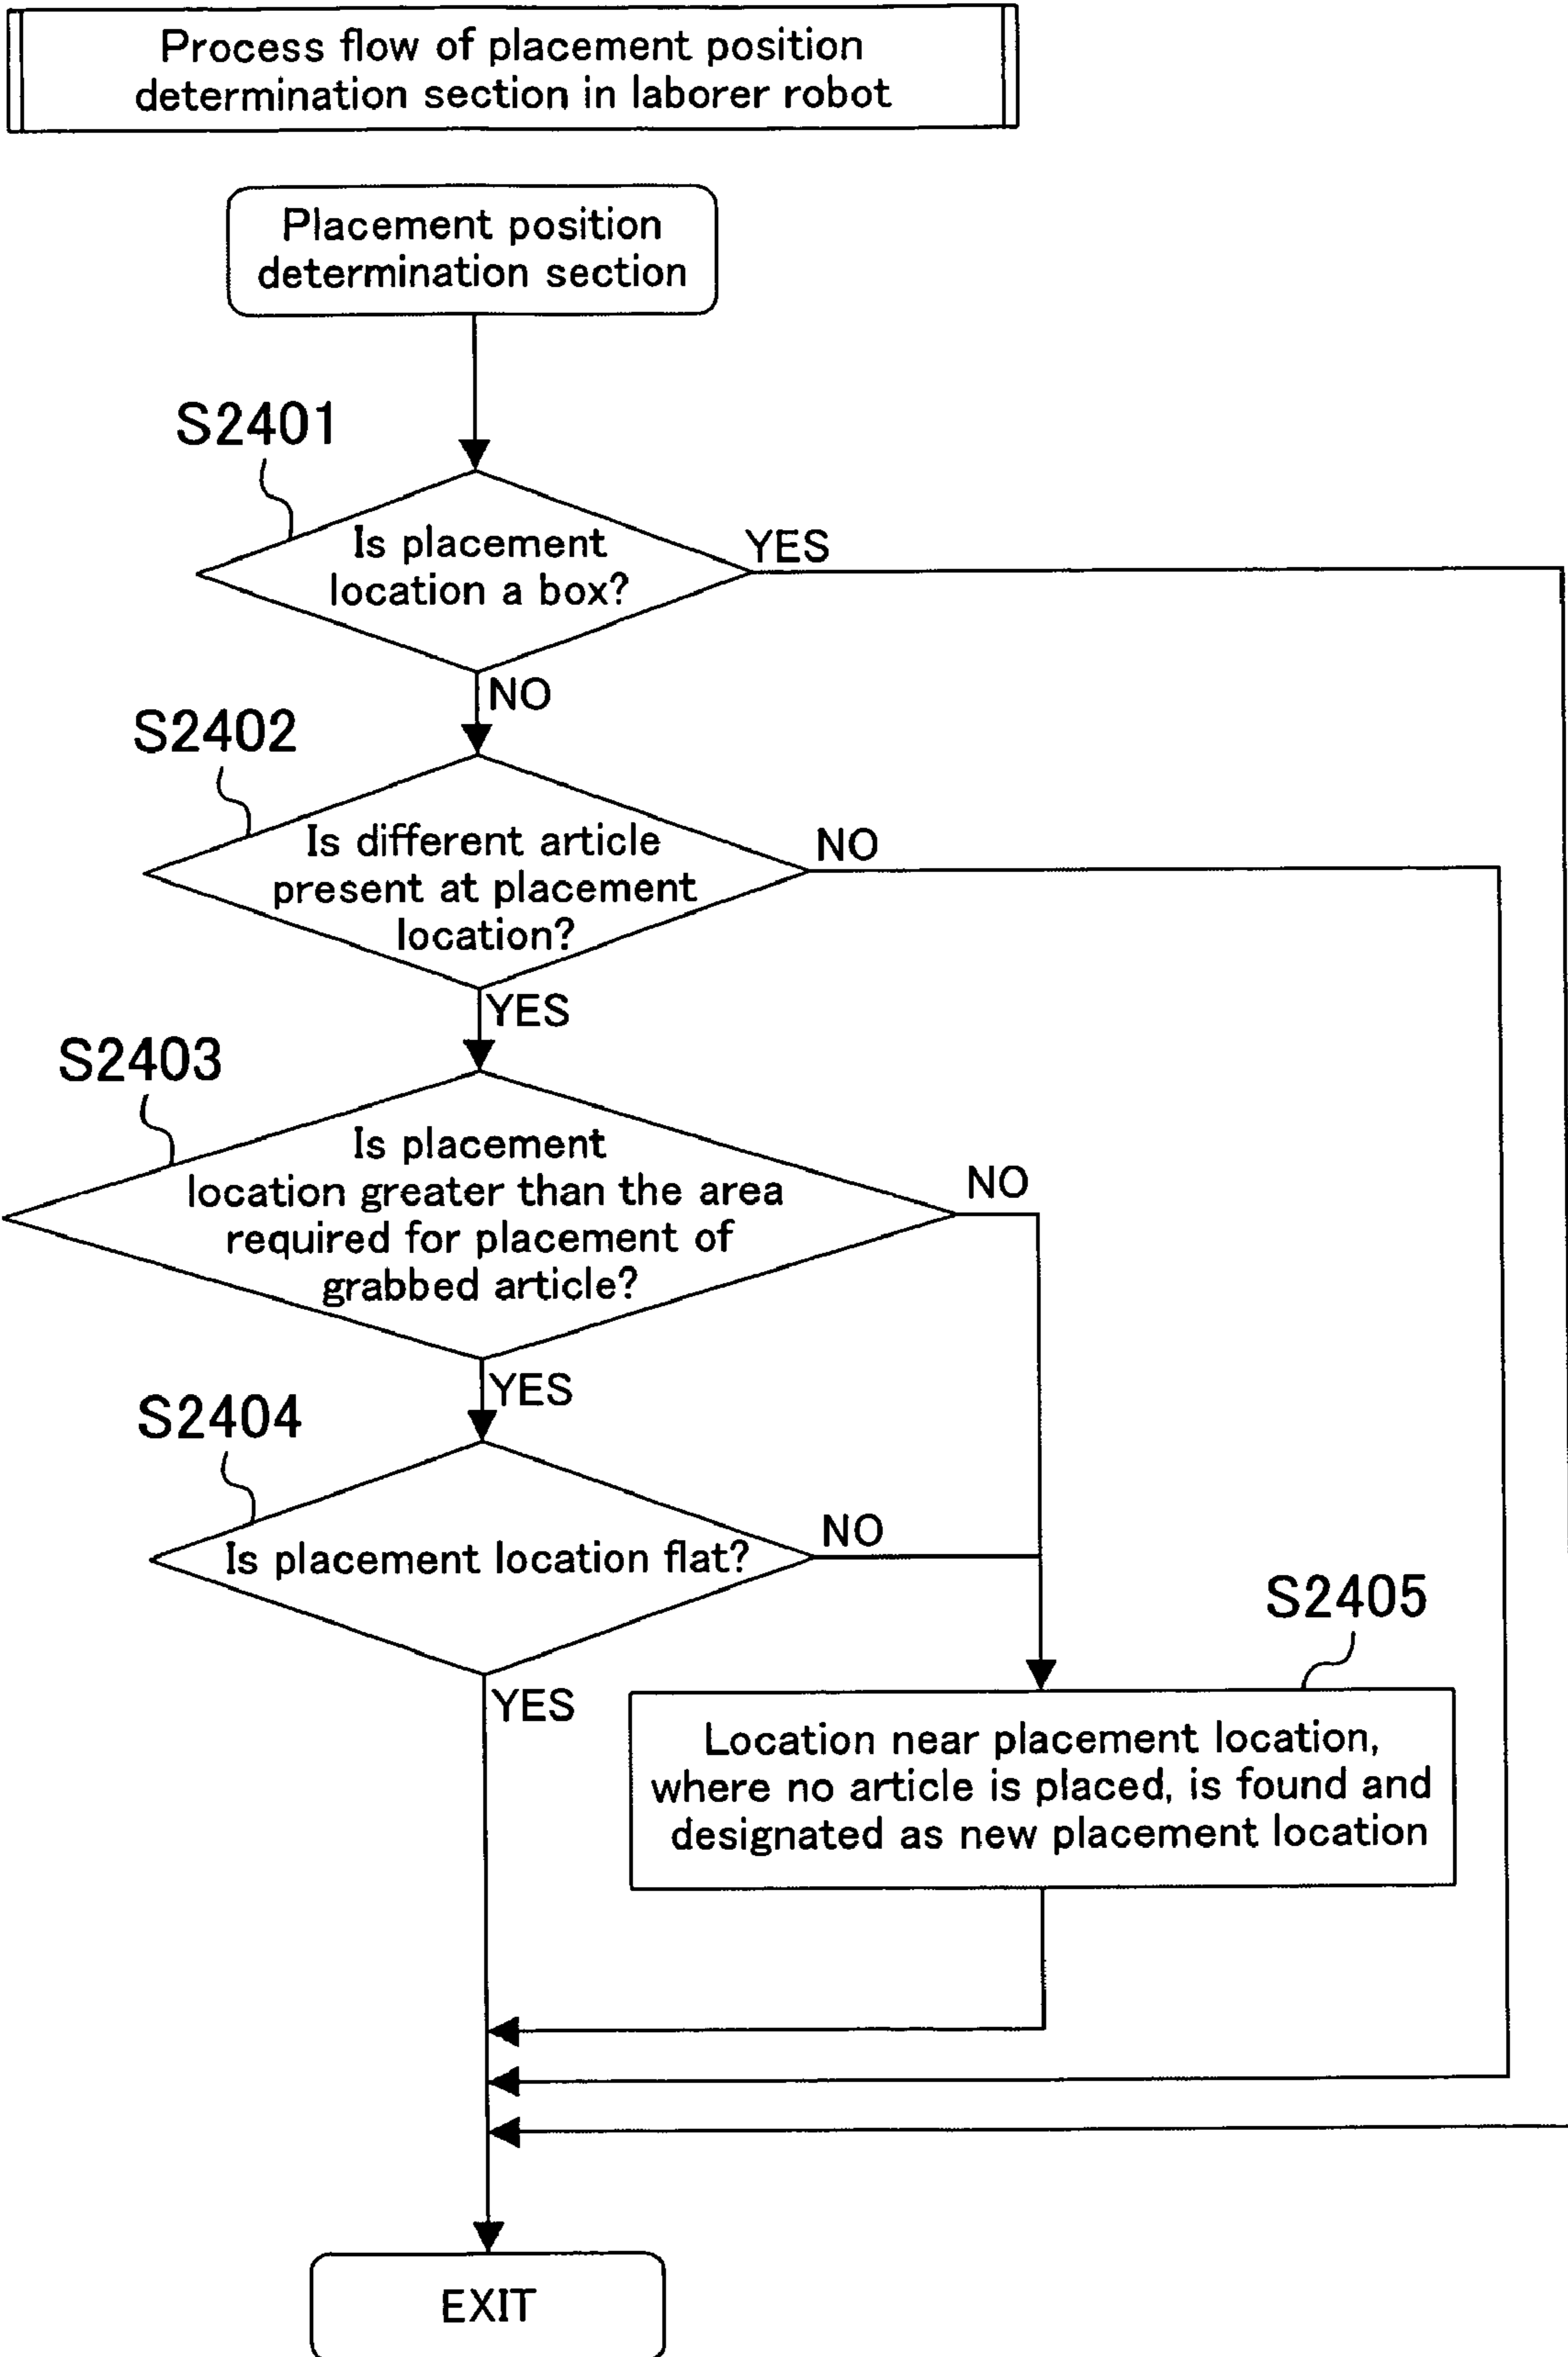 Process flow of placement position
determination section in laborer robot
Placement position
determination section
S2401
Is placement
location a box?
YES
NO
S2402
Is different article
present at placement
location?
NO
YES
S2403
Is placement
location greater than the area
required for placement of
grabbed article?
NO
YES
S2404
Is placement location flat?
NO
YES
S2405
Location near placement location,
where no article is placed, is found and
designated as new placement location
EXIT